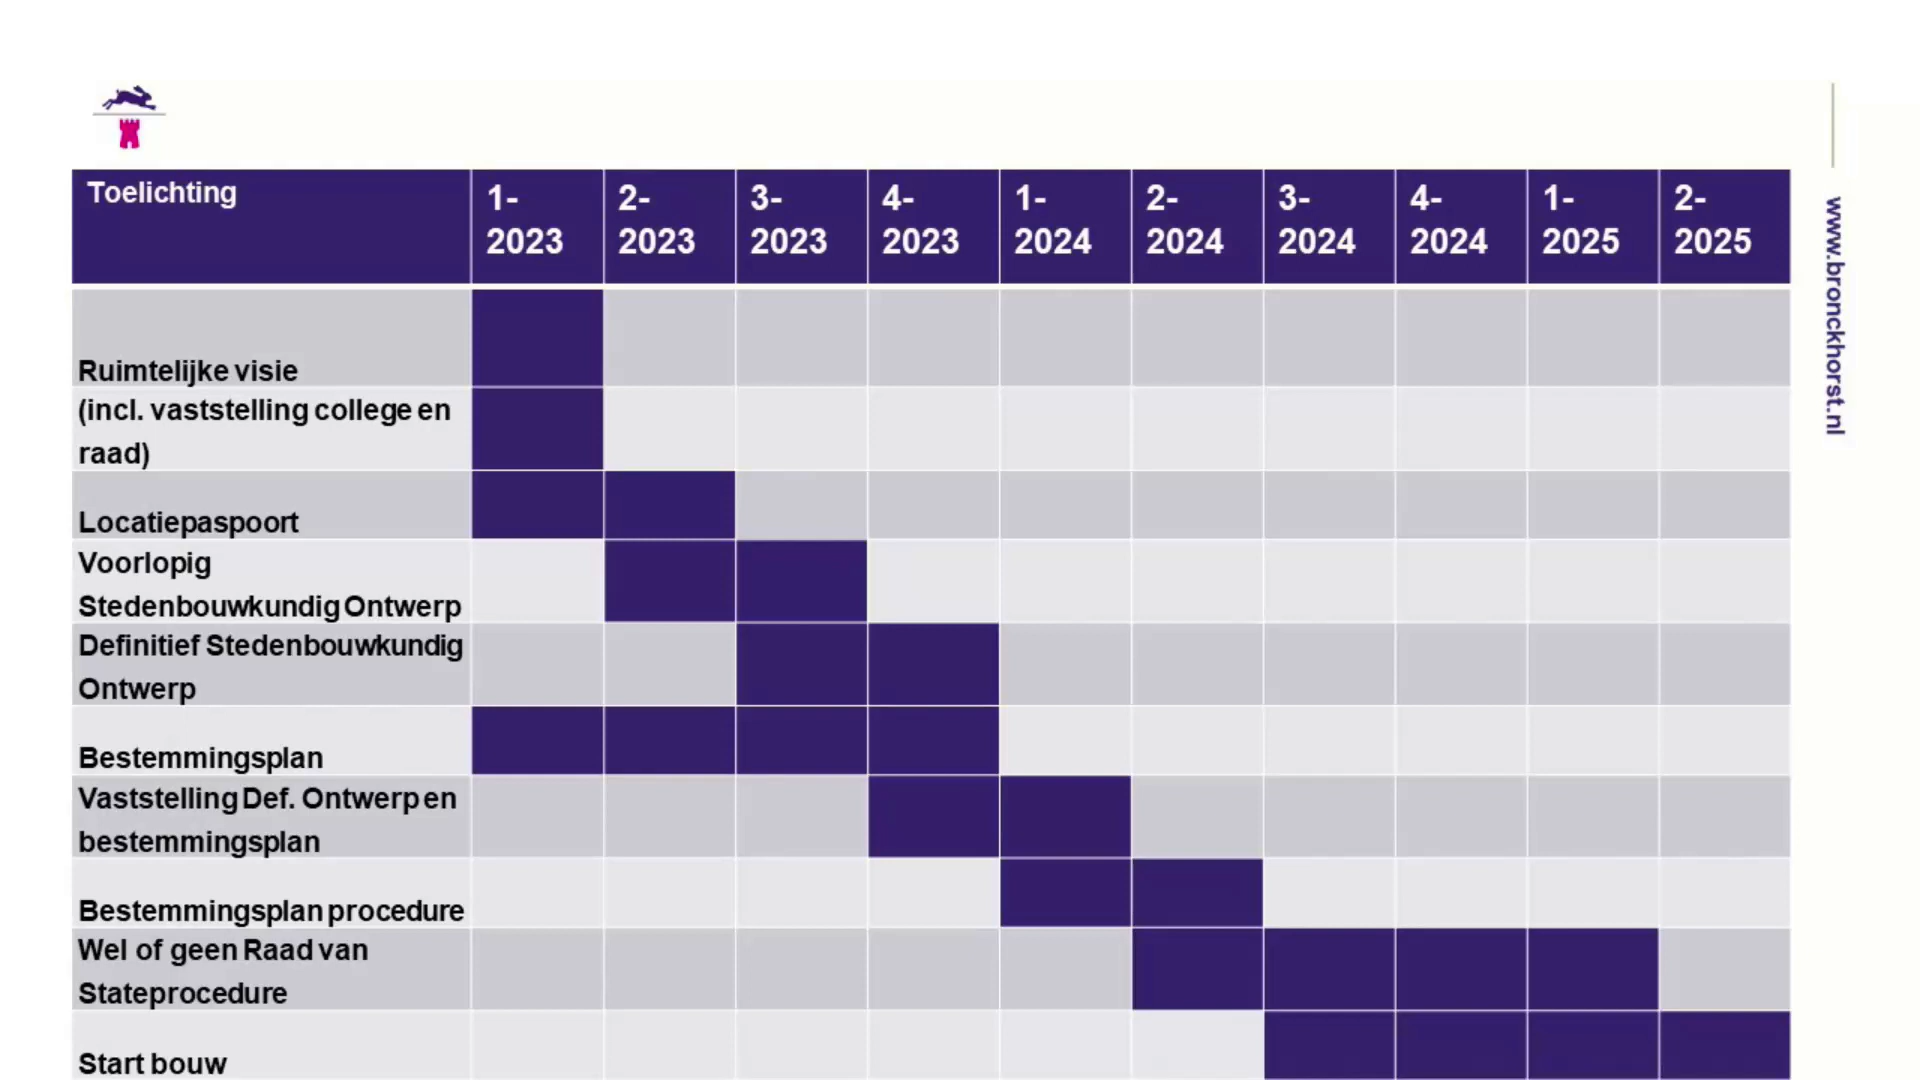 Toelichting
1-
2023
2-
2023
3-
2023
4-
2023
1-
2024
2-
2024
3-
2024
4-
2024
1-
2025
2-
2025
Ruimtelijke visie
(incl. vaststelling college en
raad)
Locatiepaspoort
Voorlopig
Stedenbouwkundig Ontwerp
Definitief Stedenbouwkundig
Ontwerp
Bestemmingsplan
Vaststelling Def. Ontwerp en
bestemmingsplan
Bestemmingsplan procedure
Wel of geen Raad van
Stateprocedure
Start bouw
www.bronckhorst.nl